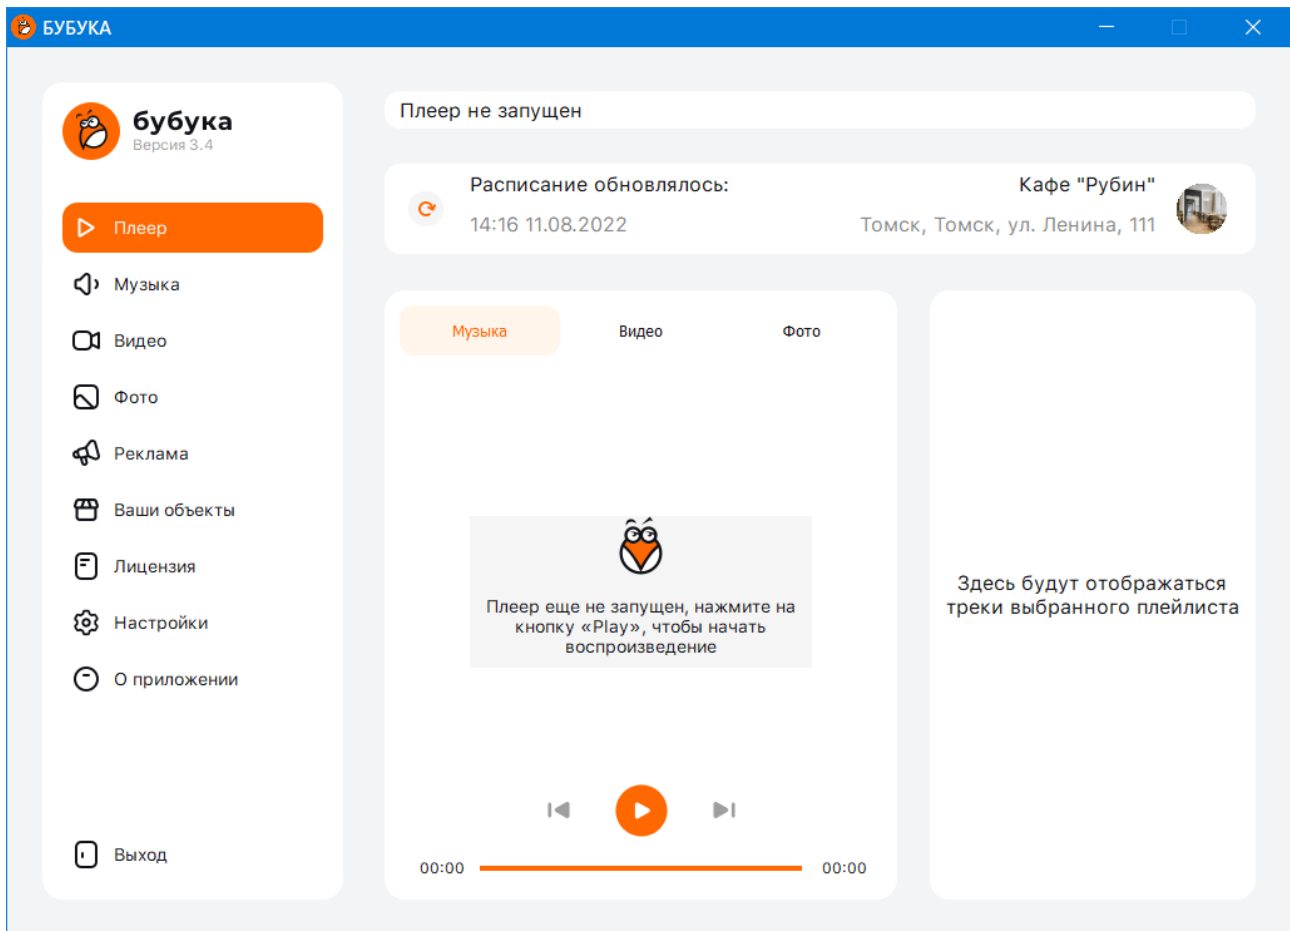 БУБУКА
бубука
Версия 3.4
Плеер
Музыка
Видео
Фото
Реклама
Ваши объекты
Лицензия
Настройки
О приложении
Выход
Плеер не запущен
Расписание обновлялось:
14:16 11.08.2022
Кафе "Рубин"
Томск, Томск, ул. Ленина, 111
Музыка
Видео
Фото
Плеер еще не запущен, нажмите на
кнопку «Play», чтобы начать
воспроизведение
00:00
00:00
Здесь будут отображаться
треки выбранного плейлиста